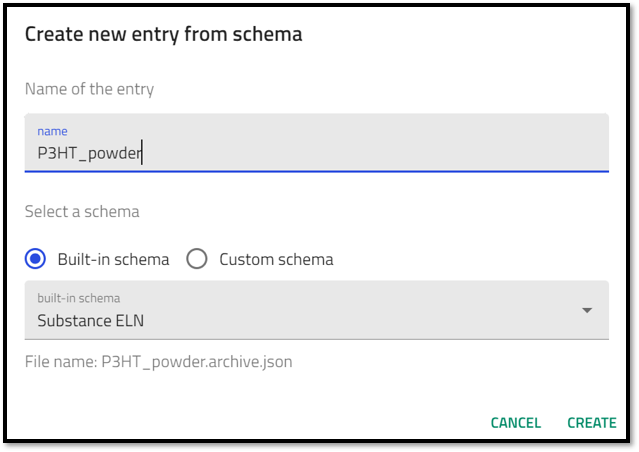 Create new entry from schema
Name of the entry
name
P3HT_powder
Select a schema
Built-in schema Custom schema
built-in schema
Substance ELN
File name: P3HT_powder.archive.json
CANCEL CREATE